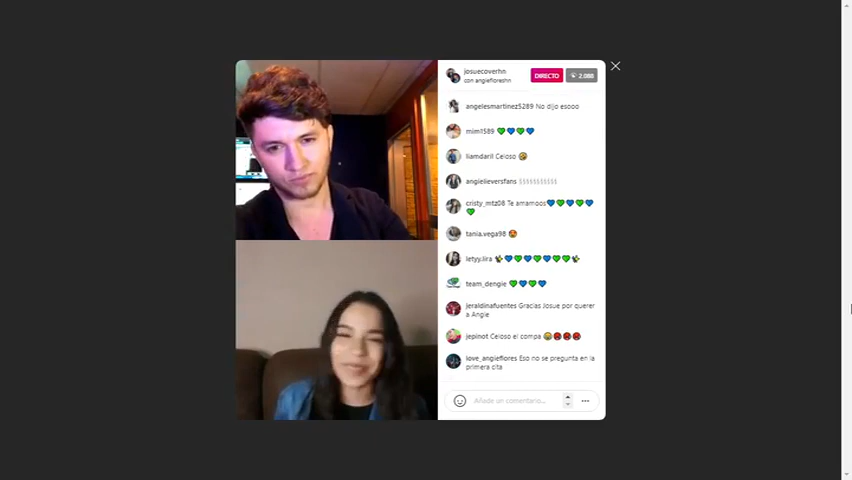 josuecoverhn
con angiefloreshn
DIRECTO
2.088
angelesmartinez5289 No dijo esooo
mim1589
liamdaril Celoso
angielieversfans §§§§§§§§§§§
cristy_mtz08 Te amamoos
tania.vega98
letyy.lira
team_dengie
jeraldinafuentes Gracias Josue por querer
a Angie
jepinot Celoso el compa
love_angieflores Eso no se pregunta en la
primera cita
Añade un comentario...